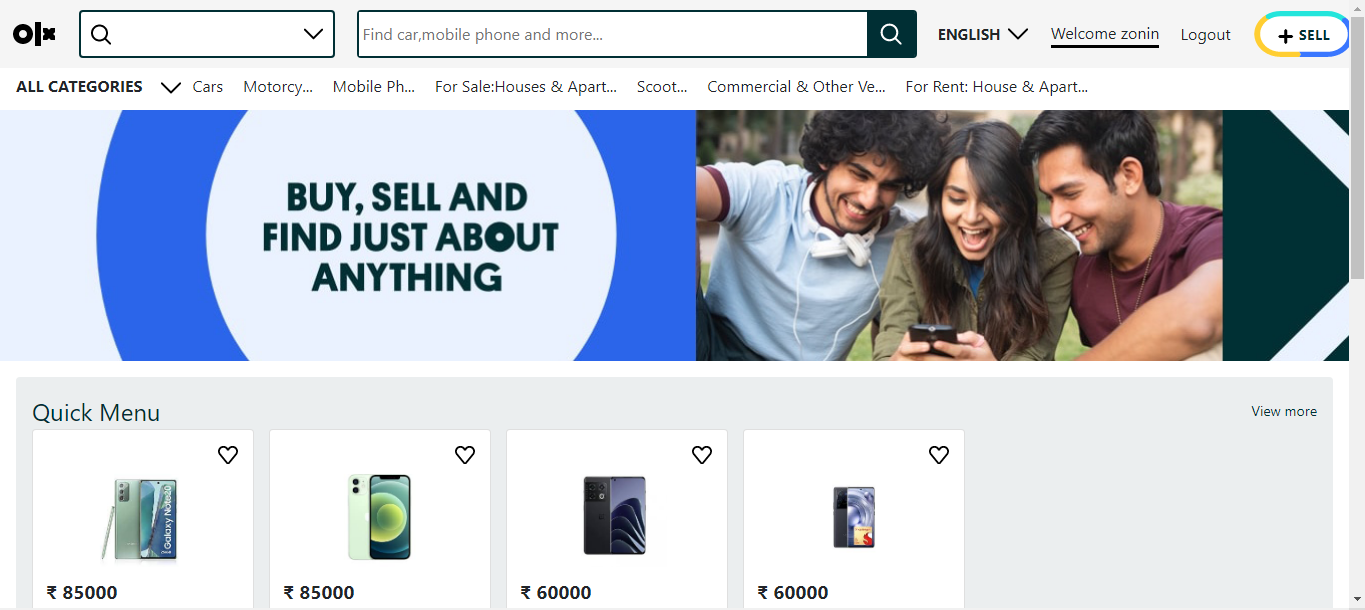 olx
Find car,mobile phone and more...
ENGLISH
Welcome zonin
Logout
+ SELL
ALL CATEGORIES
Cars
Motorcy...
Mobile Ph...
For Sale:Houses & Apart...
Scoot...
Commercial & Other Ve...
For Rent: House & Apart...
BUY, SELL AND
FIND JUST ABOUT
ANYTHING
Quick Menu
View more
Galaxy Note20
₹ 85000
₹ 85000
₹ 60000
₹ 60000